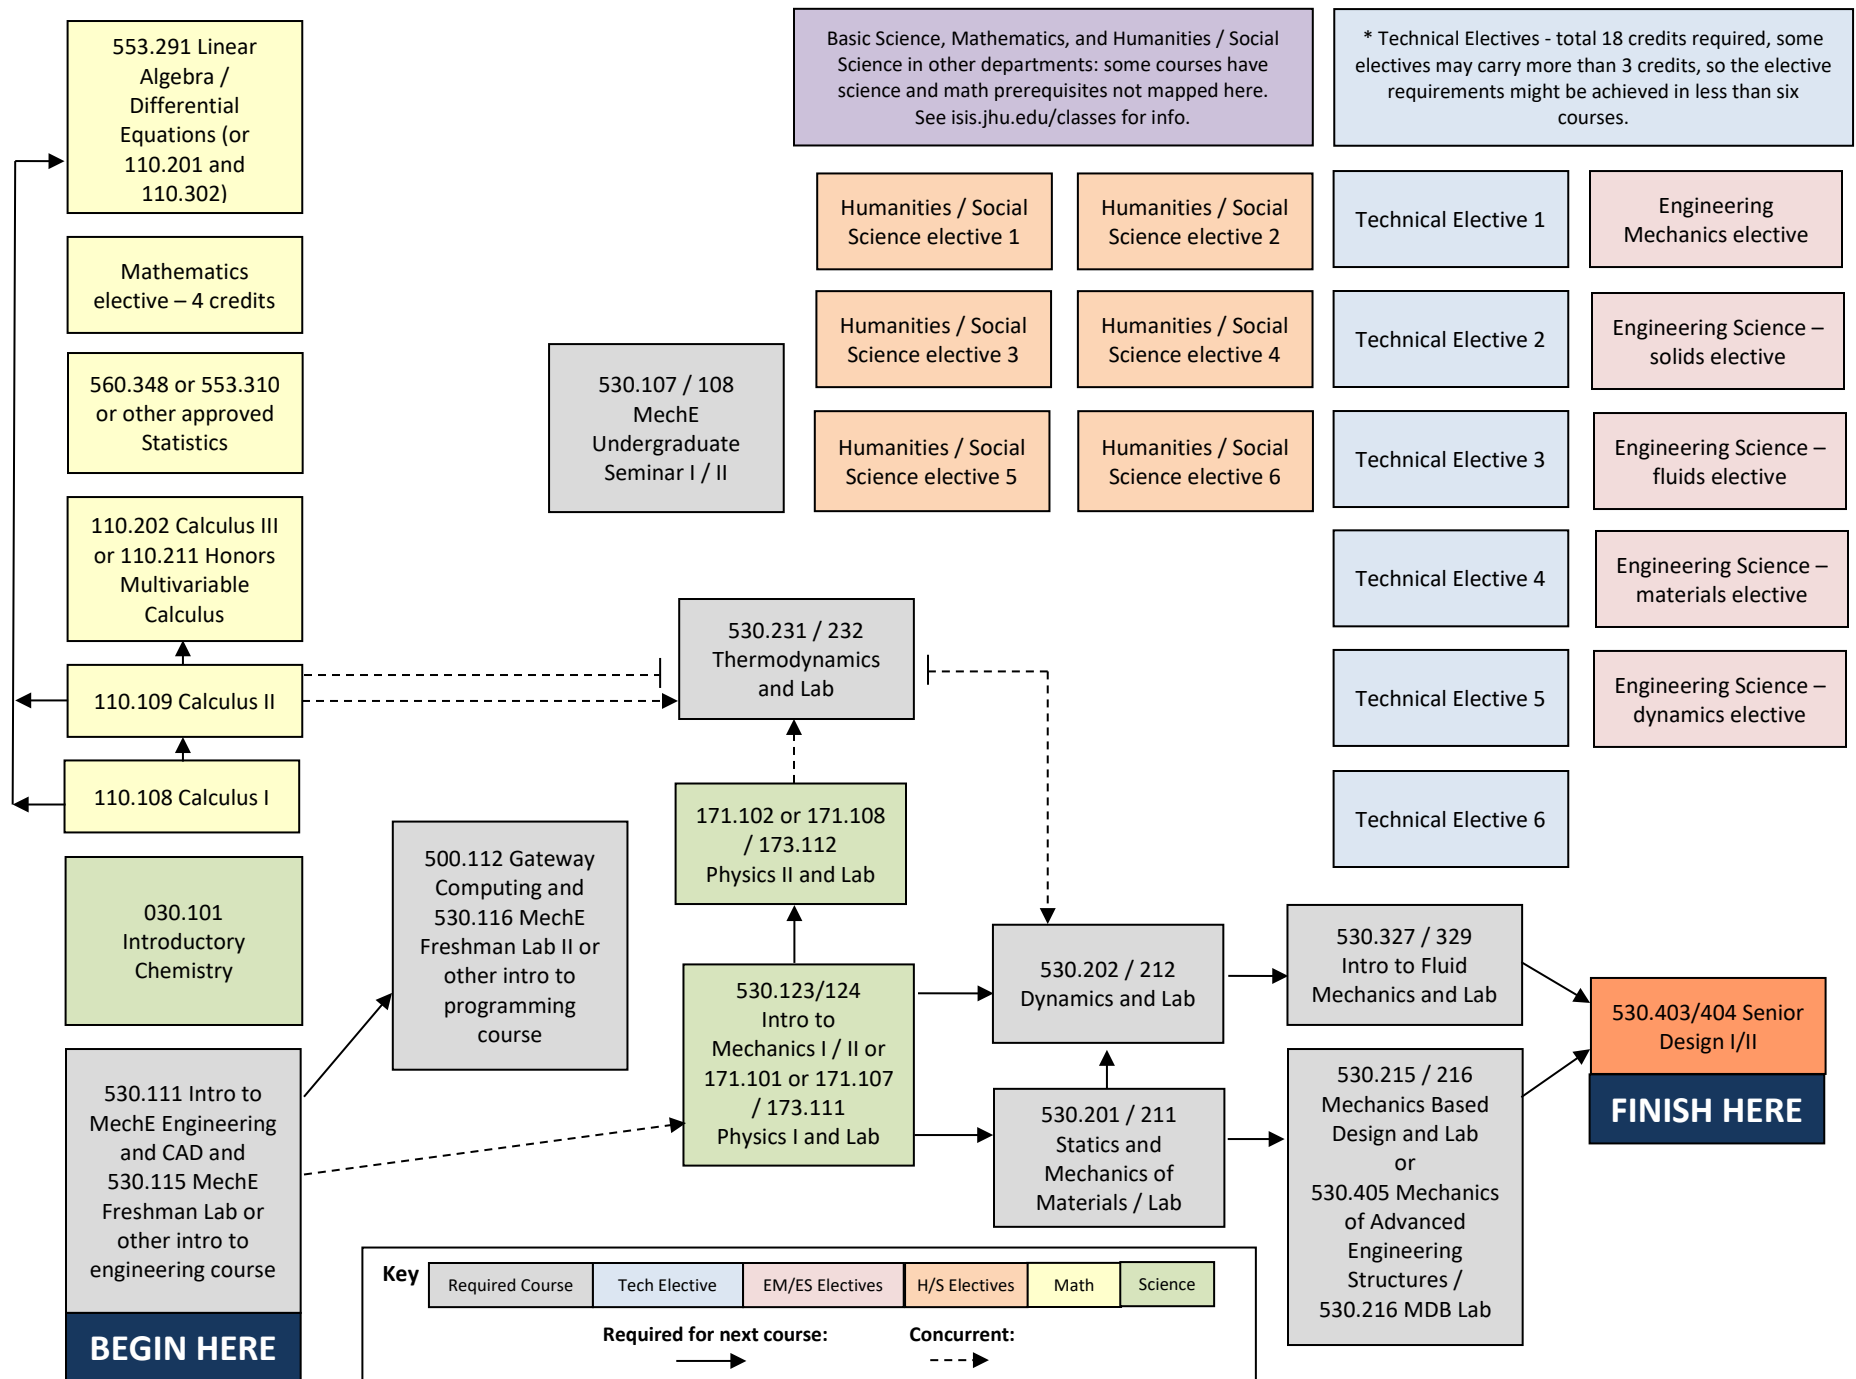 553.291 Linear
Algebra /
Differential
Equations (or
110.201 and
110.302)
Mathematics
elective – 4 credits
560.348 or 553.310
or other approved
Statistics
110.202 Calculus III
or 110.211 Honors
Multivariable
Calculus
110.109 Calculus II
110.108 Calculus I
030.101
Introductory
Chemistry
530.111 Intro to
MechE Engineering
and CAD and
530.115 MechE
Freshman Lab or
other intro to
engineering course
BEGIN HERE
500.112 Gateway
Computing and
530.116 MechE
Freshman Lab II or
other intro to
programming
course
530.107 / 108
MechE
Undergraduate
Seminar I / II
530.231 / 232
Thermodynamics
and Lab
171.102 or 171.108
/ 173.112
Physics II and Lab
530.123/124
Intro to
Mechanics I / II or
171.101 or 171.107
/ 173.111
Physics I and Lab
Basic Science, Mathematics, and Humanities / Social
Science in other departments: some courses have
science and math prerequisites not mapped here.
See isis.jhu.edu/classes for info.
* Technical Electives - total 18 credits required, some
electives may carry more than 3 credits, so the elective
requirements might be achieved in less than six
courses.
Humanities / Social
Science elective 1
Humanities / Social
Science elective 2
Humanities / Social
Science elective 3
Humanities / Social
Science elective 4
Humanities / Social
Science elective 5
Humanities / Social
Science elective 6
Technical Elective 1
Technical Elective 2
Technical Elective 3
Technical Elective 4
Technical Elective 5
Technical Elective 6
Engineering
Mechanics elective
Engineering Science –
solids elective
Engineering Science –
fluids elective
Engineering Science –
materials elective
Engineering Science –
dynamics elective
530.202 / 212
Dynamics and Lab
530.201 / 211
Statics and
Mechanics of
Materials / Lab
530.327 / 329
Intro to Fluid
Mechanics and Lab
530.215 / 216
Mechanics Based
Design and Lab
or
530.405 Mechanics
of Advanced
Engineering
Structures /
530.216 MDB Lab
530.403/404 Senior
Design I/II
FINISH HERE
Key
Required Course
Tech Elective
EM/ES Electives
H/S Electives
Math
Science
Required for next course:
Concurrent: